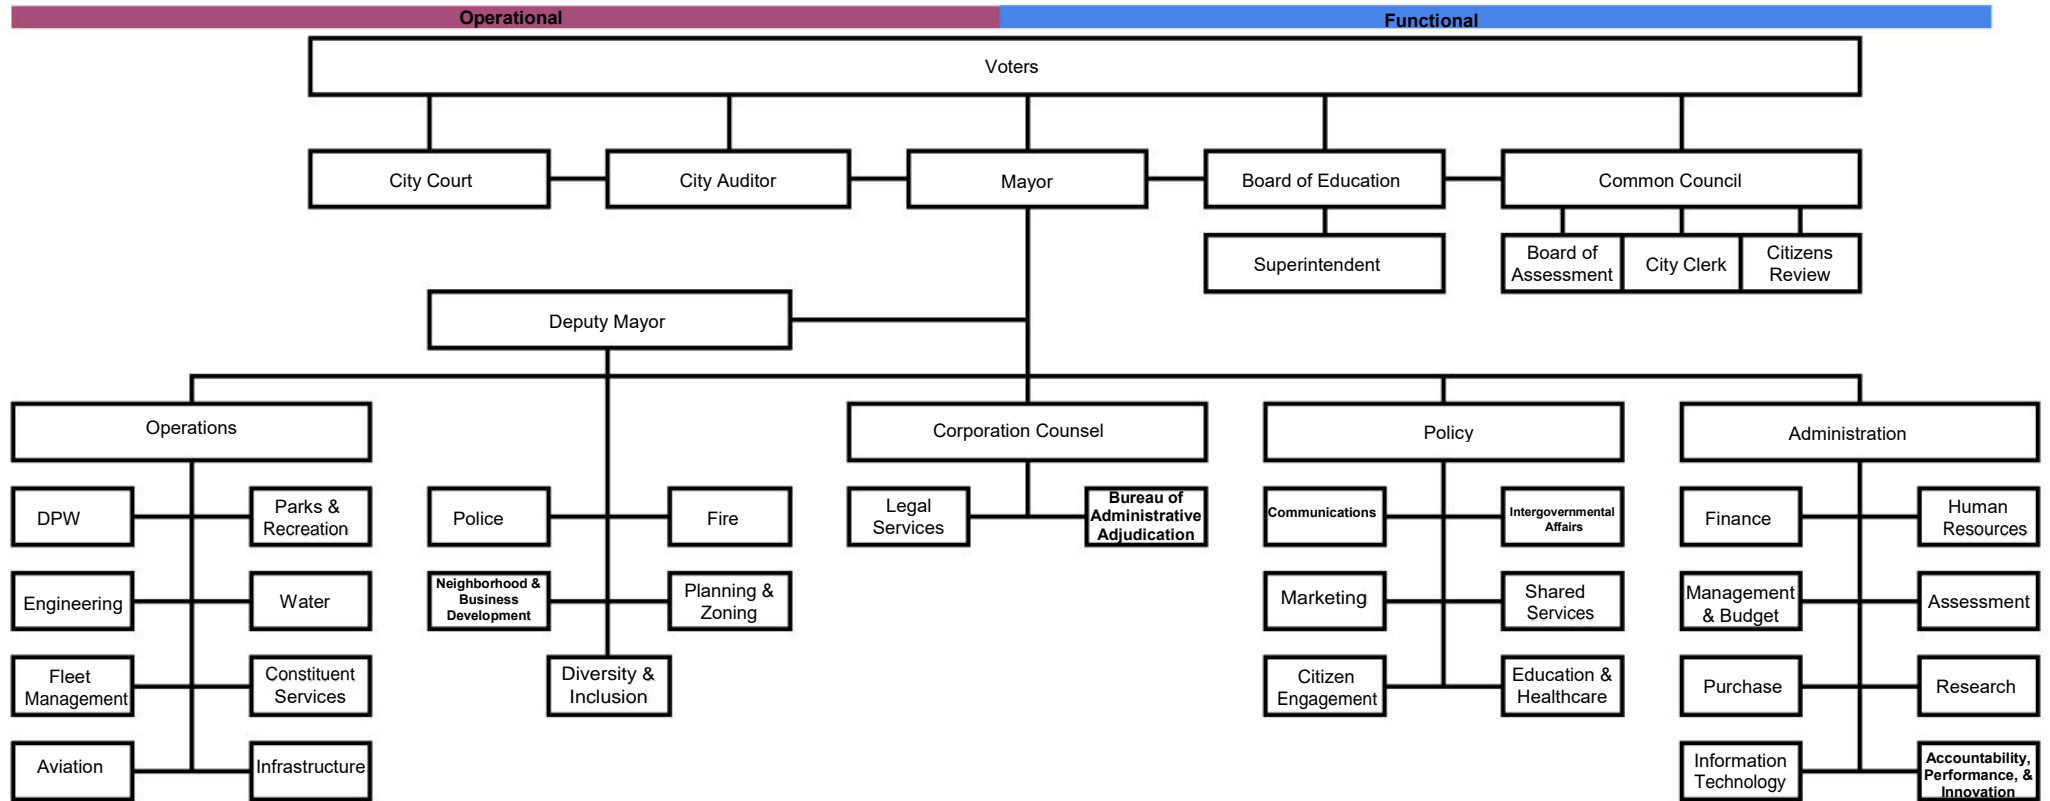 Operational
Functional
Voters
City Court
City Auditor
Mayor
Board of Education
Common Council
Superintendent
Board of
Assessment
City Clerk
Citizens
Review
Deputy Mayor
Operations
Corporation Counsel
Policy
Administration
DPW
Parks &
Recreation
Police
Fire
Legal
Services
Bureau of
Administrative
Adjudication
Communications
Intergovernmental
Affairs
Finance
Human
Resources
Engineering
Water
Neighborhood &
Business
Development
Planning &
Zoning
Marketing
Shared
Services
Management
& Budget
Assessment
Fleet
Management
Constituent
Services
Diversity &
Inclusion
Citizen
Engagement
Education &
Healthcare
Purchase
Research
Aviation
Infrastructure
Information
Technology
Accountability,
Performance, &
Innovation